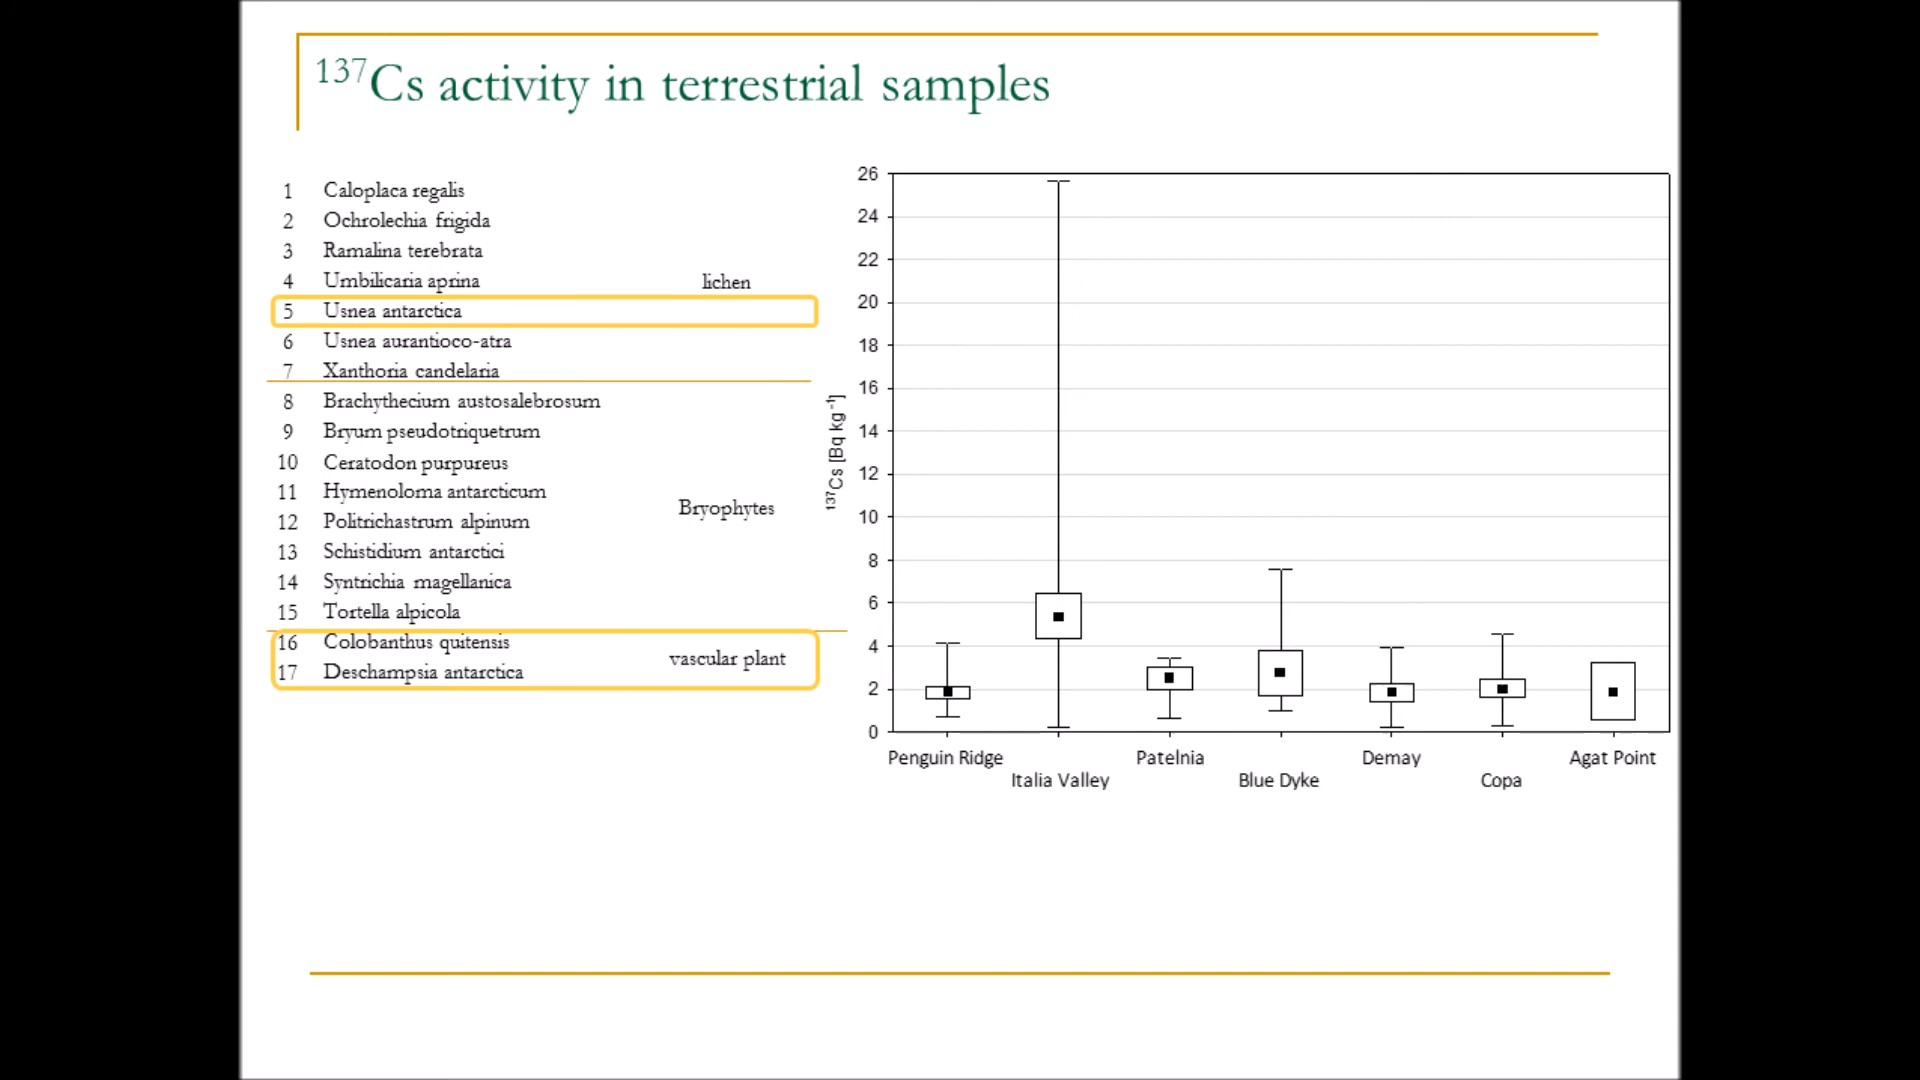 137Cs activity in terrestrial samples
1 Caloplaca regalis
2 Ochrolechia frigida
3 Ramalina terebrata
4 Umbilicaria aprina
lichen
5 Usnea antarctica
6 Usnea aurantioco-atra
7 Xanthoria candelaria
8 Brachythecium austosalebrosum
9 Bryum pseudotriquetrum
10 Ceratodon purpureus
11 Hymenoloma antarcticum
Bryophytes
12 Politrichastrum alpinum
13 Schistidium antarctici
14 Syntrichia magellanica
15 Tortella alpicola
16 Colobanthus quitensis
vascular plant
17 Deschampsia antarctica
137Cs [Bq kg-1]
26
24
22
20
18
16
14
12
10
8
6
4
2
0
Penguin Ridge
Italia Valley
Patelnia
Blue Dyke
Demay
Copa
Agat Point